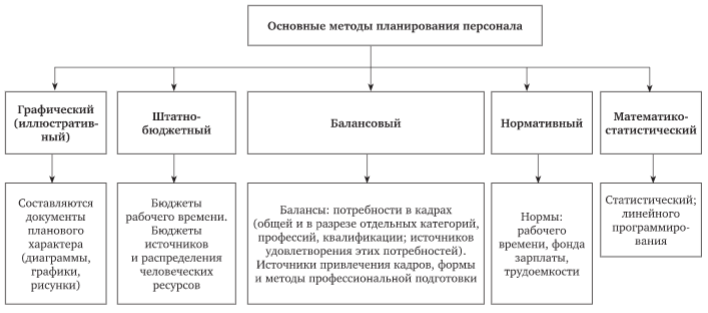 Основные методы планирования персонала
Графический
(иллюстратив-
ный)
Штатно-
бюджетный
Балансовый
Нормативный
Математико-
статистический
Составляются
документы
планового
характера
(диаграммы,
графики,
рисунки)
Бюджеты
рабочего времени.
Бюджеты
источников
и распределения
человеческих
ресурсов
Балансы: потребности в кадрах
(общей и в разрезе отдельных категорий,
профессий, квалификации; источников
удовлетворения этих потребностей).
Источники привлечения кадров, формы
и методы профессиональной подготовки
Нормы:
рабочего
времени, фонда
зарплаты,
трудоемкости
Статистический;
линейного
программиро-
вания